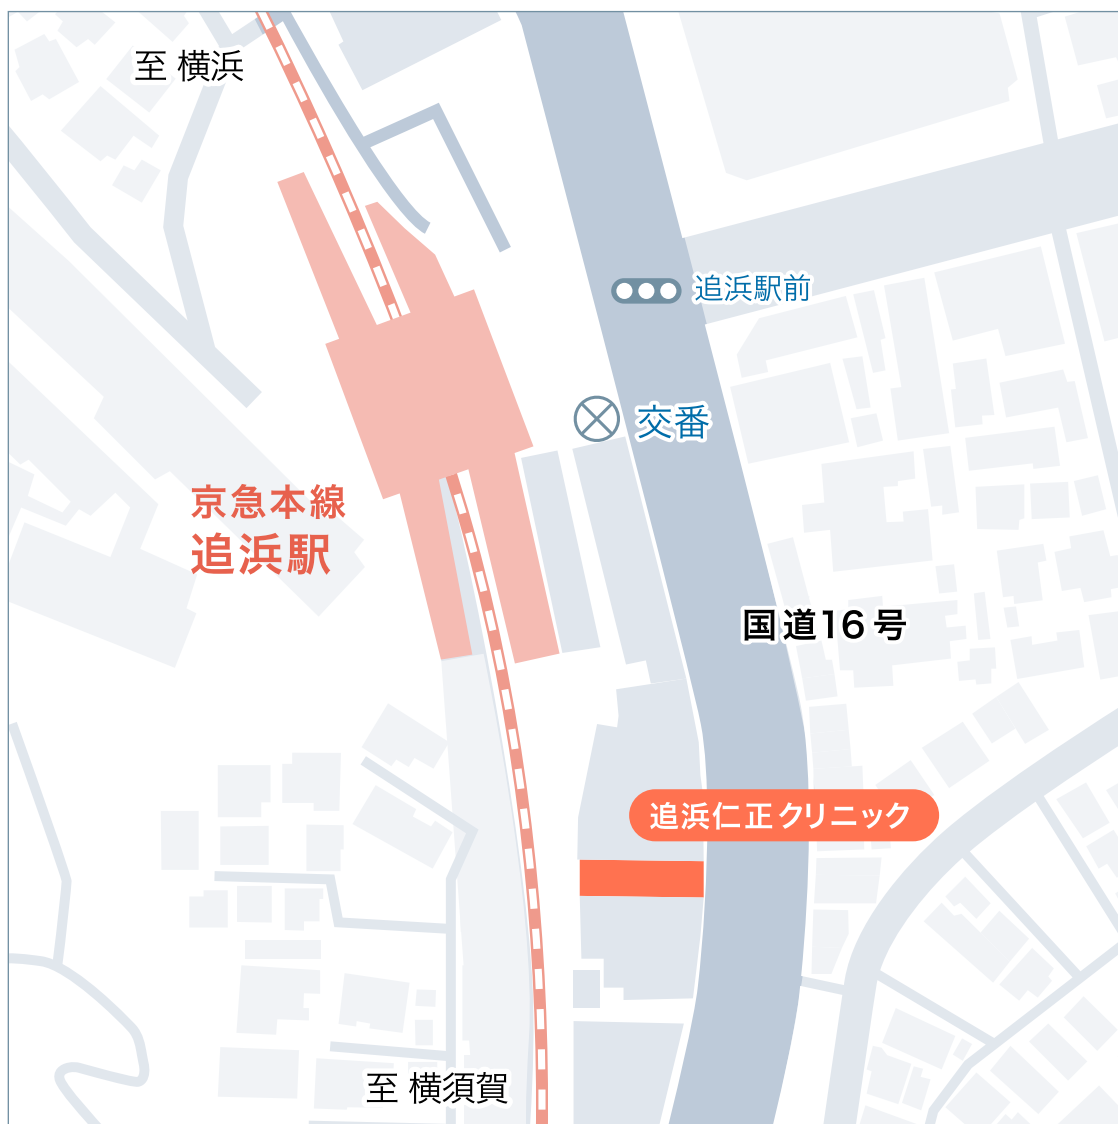 至 横浜
追浜駅前
交番
京急本線
追浜駅
国道16号
追浜仁正クリニック
至 横須賀